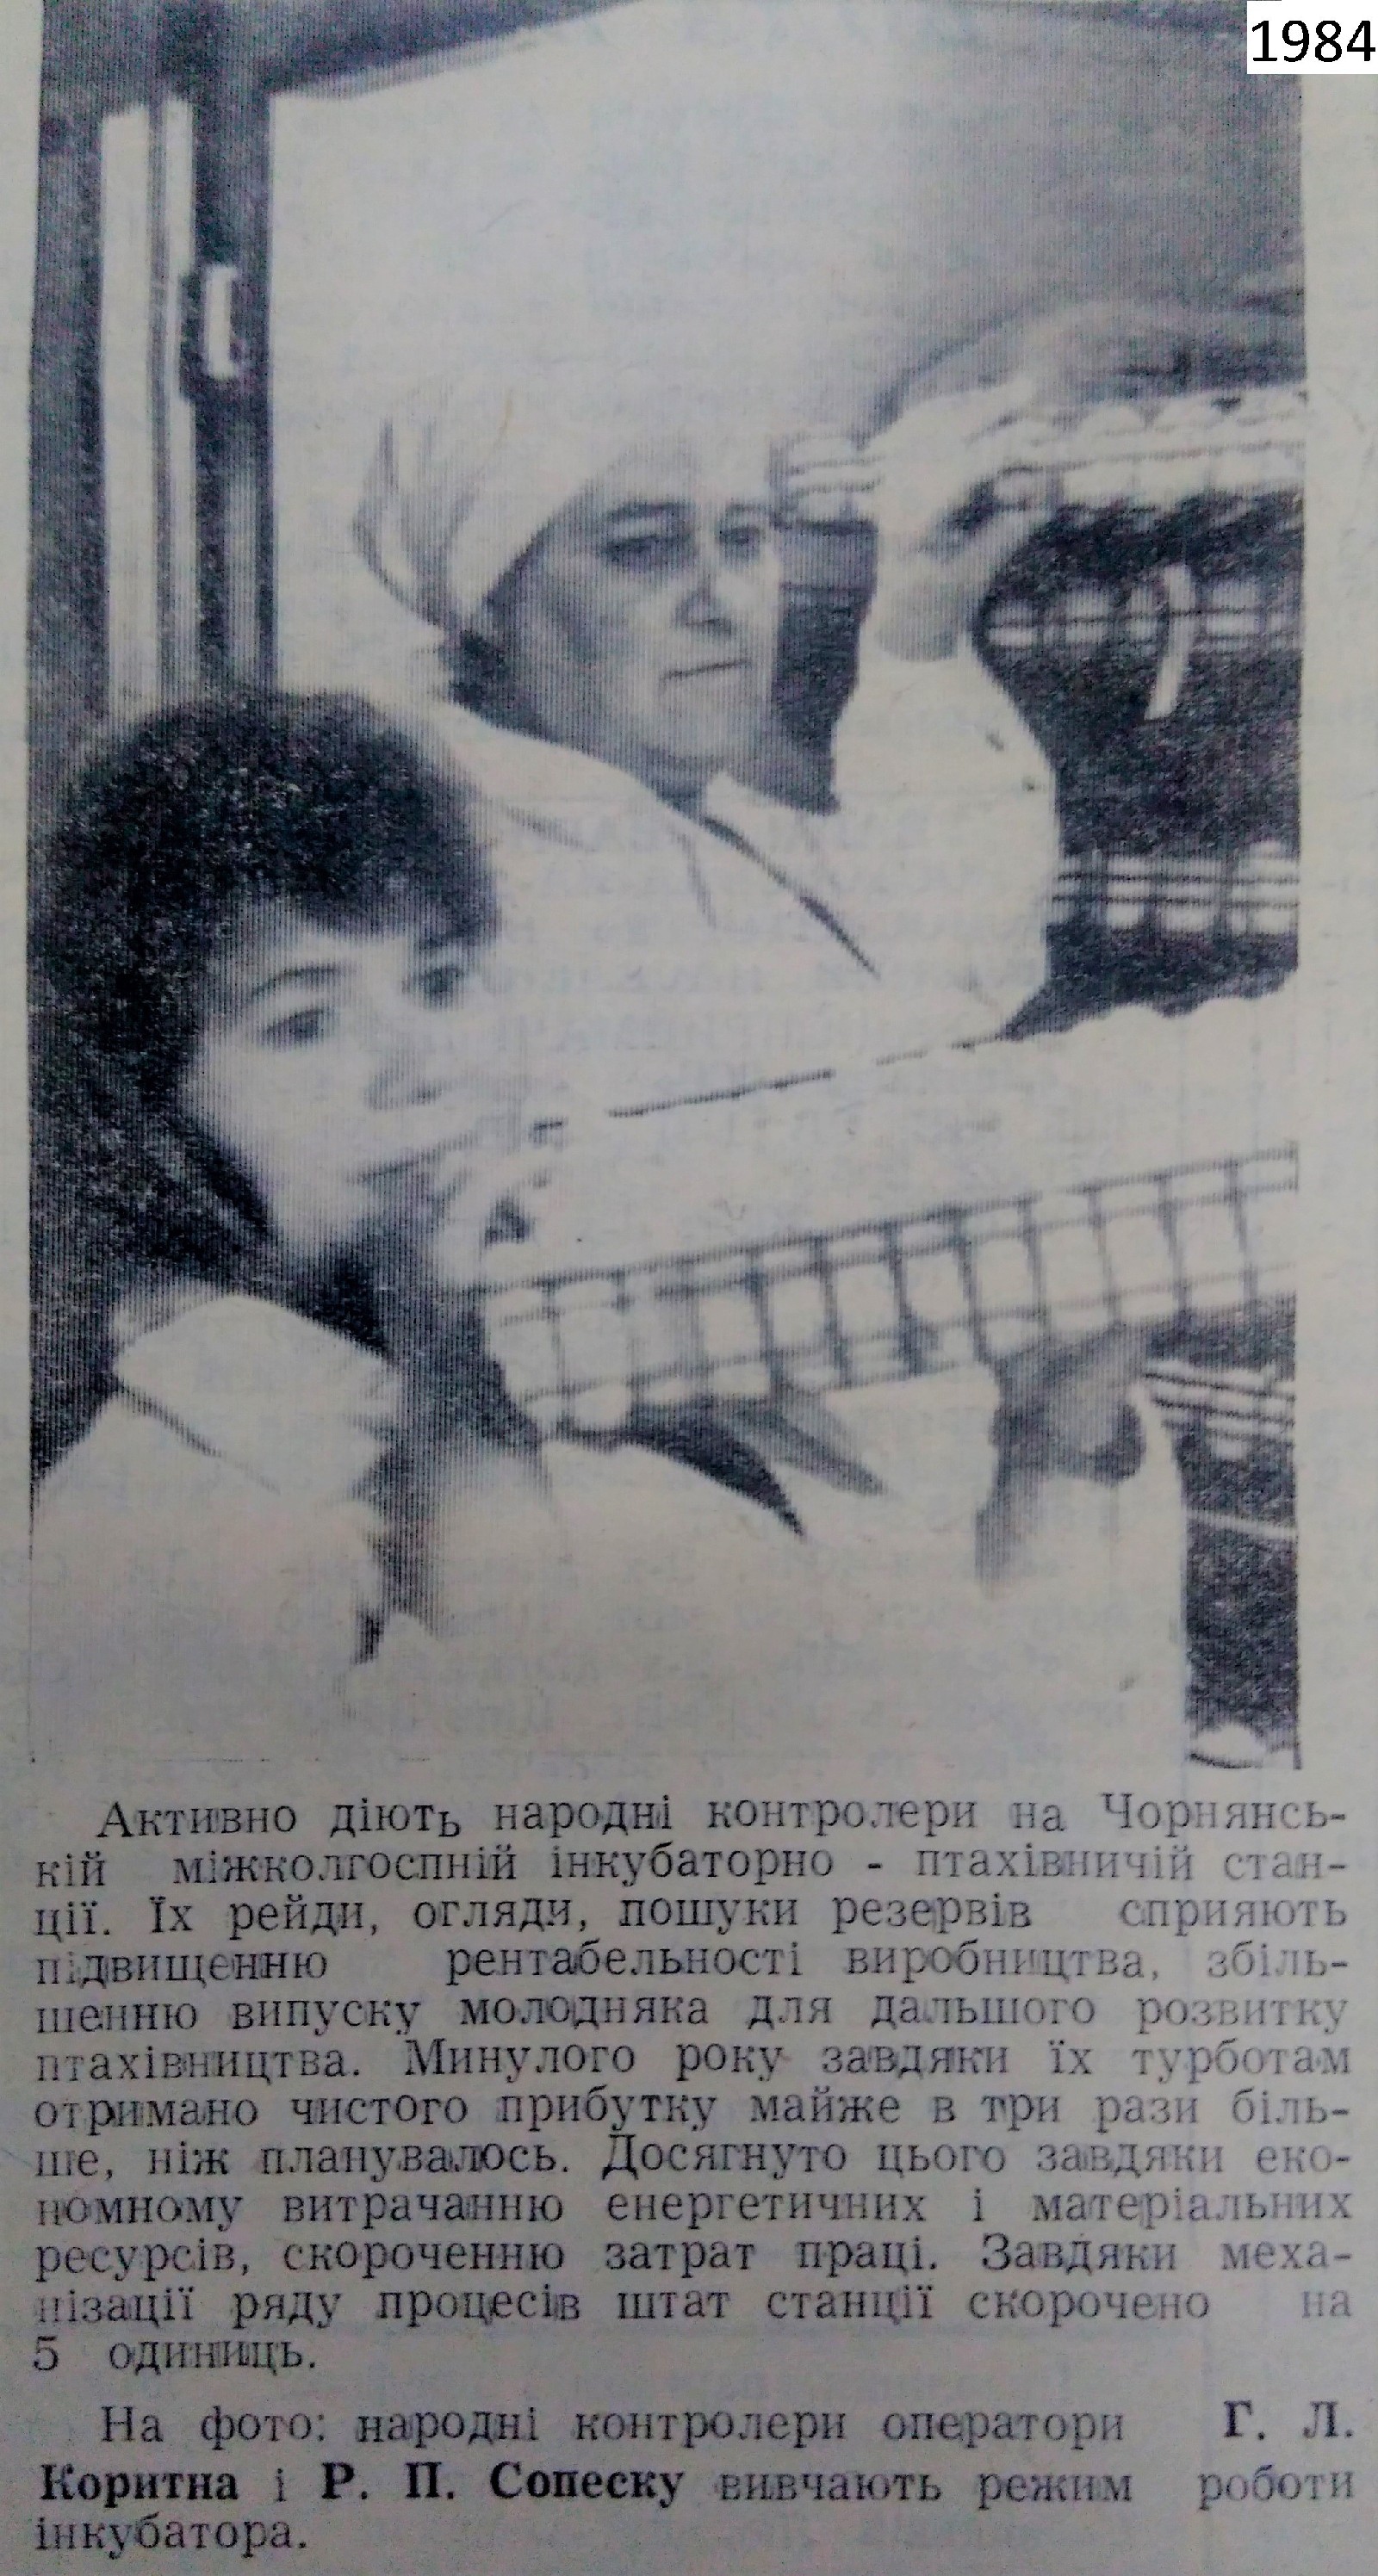 1984
Активно діють народні контролери на Чорнянсь-
кій міжколгоспній інкубаторно - птахівничій стан-
ції. Їх рейди, огляди, пошуки резервів сприяють
підвищенню рентабельності виробництва, збіль-
шенню випуску молодняка для дальшого розвитку
птахівництва. Минулого року завдяки їх турботам
отримано чистого прибутку майже в три рази біль-
ше, ніж планувалось. Досягнуто цього завдяки еко-
номному витрачанню енергетичних і матеріальних
ресурсів, скороченню затрат праці. Завдяки меха-
нізації ряду процесів штат станції скорочено на
5 одиниць.
На фото: народні контролери оператори Г. Л.
Коритна і Р. П. Сопеску вивчають режим роботи
інкубатора.